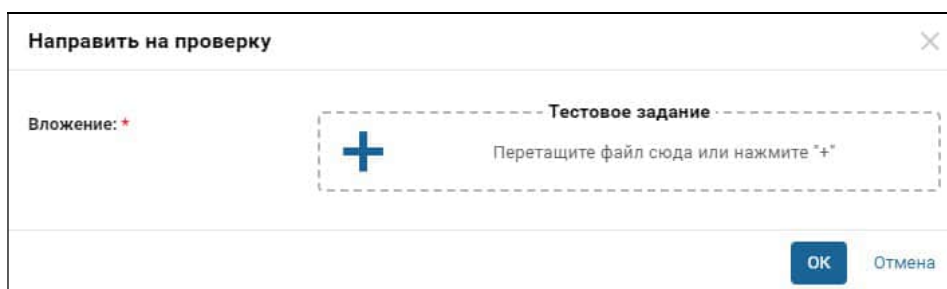 Направить на проверку
Вложение: *
Тестовое задание
Перетащите файл сюда или нажмите "+"
ОК
Отмена